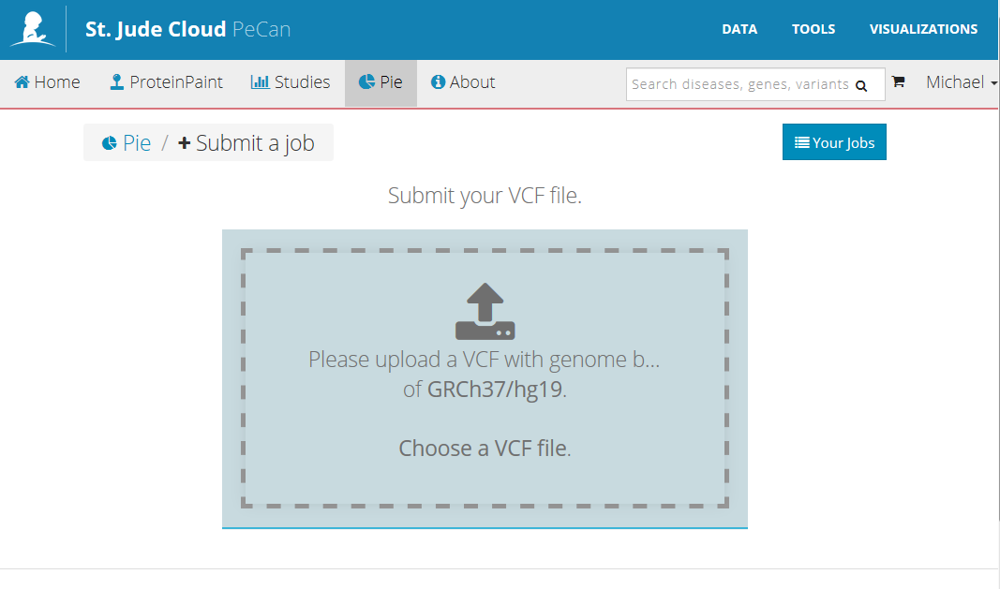 St. Jude Cloud PeCan
DATA
TOOLS
VISUALIZATIONS
Home
ProteinPaint
Studies
Pie
About
Search diseases, genes, variants
Michael
Pie / + Submit a job
Your Jobs
Submit your VCF file.
Please upload a VCF with genome b...
of GRCh37/hg19.
Choose a VCF file.